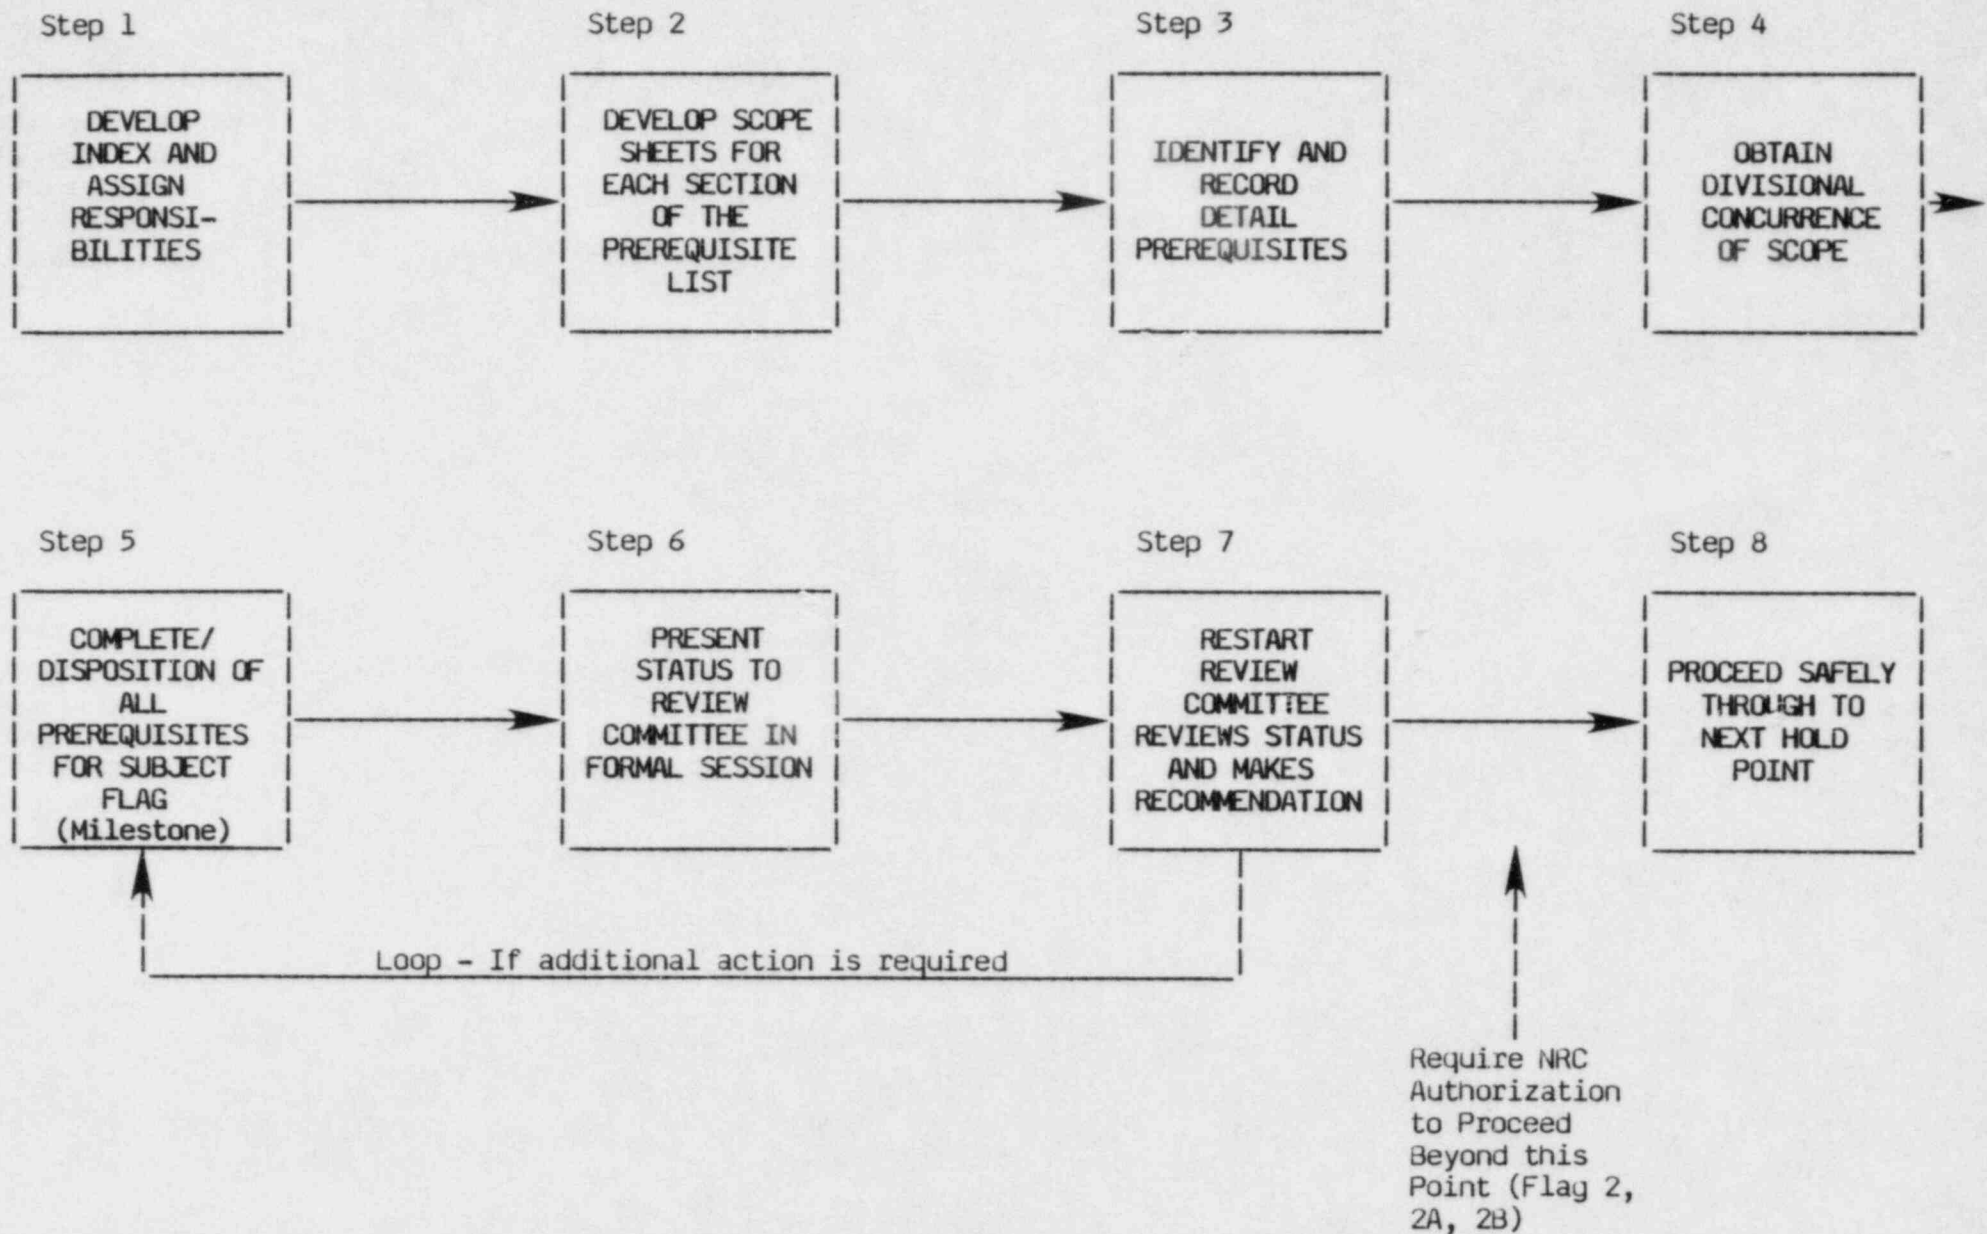 Step 1
DEVELOP
INDEX AND
ASSIGN
RESPONSI-
BILITIES
Step 2
DEVELOP SCOPE
SHEETS FOR
EACH SECTION
OF THE
PREREQUISITE
LIST
Step 3
IDENTIFY AND
RECORD
DETAIL
PREREQUISITES
Step 4
OBTAIN
DIVISIONAL
CONCURRENCE
OF SCOPE
Step 5
COMPLETE/
DISPOSITION OF
ALL
PREREQUISITES
FOR SUBJECT
FLAG
(Milestone)
Step 6
PRESENT
STATUS TO
REVIEW
COMMITTEE IN
FORMAL SESSION
Step 7
RESTART
REVIEW
COMMITTEE
REVIEWS STATUS
AND MAKES
RECOMMENDATION
Step 8
PROCEED SAFELY
THROUGH TO
NEXT HOLD
POINT
Loop - If additional action is required
Require NRC
Authorization
to Proceed
Beyond this
Point (Flag 2,
2A, 2B)